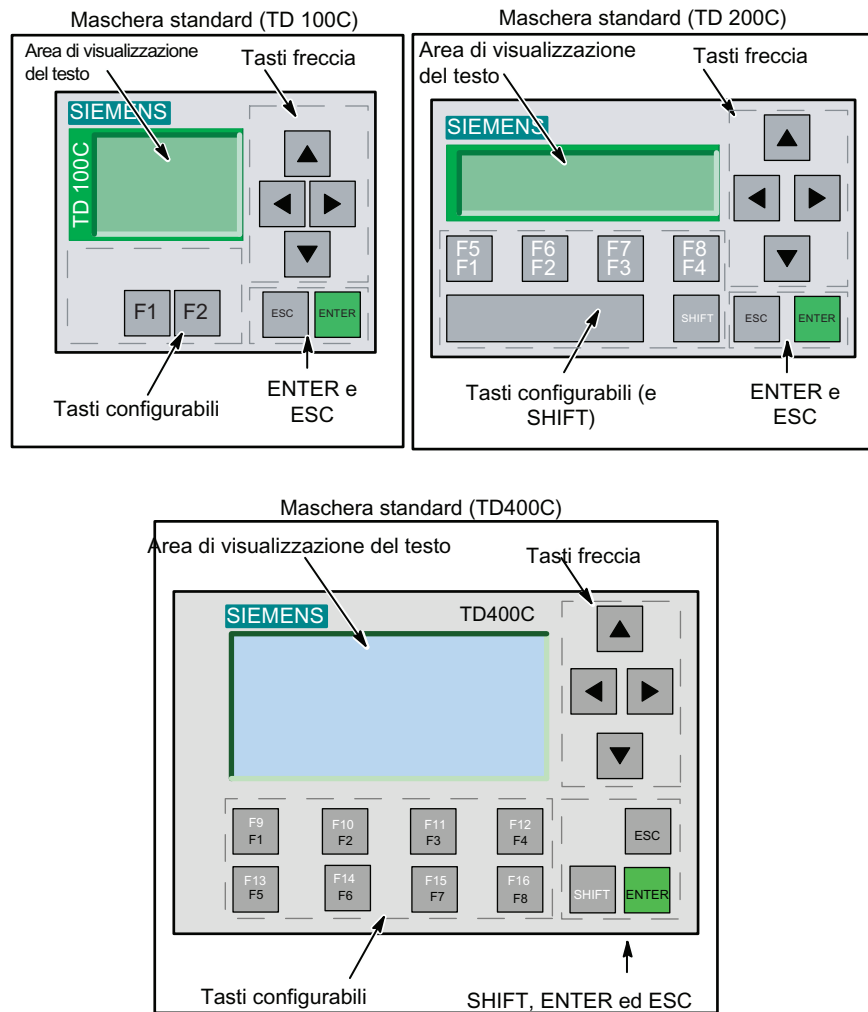 Maschera standard (TD 100C)
Area di visualizzazione
del testo
Tasti freccia
SIEMENS
TD 100C
F1 F2
ESC ENTER
Tasti configurabili
ENTER e
ESC
Maschera standard (TD 200C)
Area di visualizzazione
del testo
Tasti freccia
SIEMENS
F5 F6 F7 F8
F1 F2 F3 F4
SHIFT ESC ENTER
Tasti configurabili (e
SHIFT)
ENTER e
ESC
Maschera standard (TD400C)
Area di visualizzazione del testo
Tasti freccia
SIEMENS
TD400C
F9 F10 F11 F12
F1 F2 F3 F4
ESC
F13 F14 F15 F16
F5 F6 F7 F8
SHIFT ENTER
Tasti configurabili
SHIFT, ENTER ed ESC